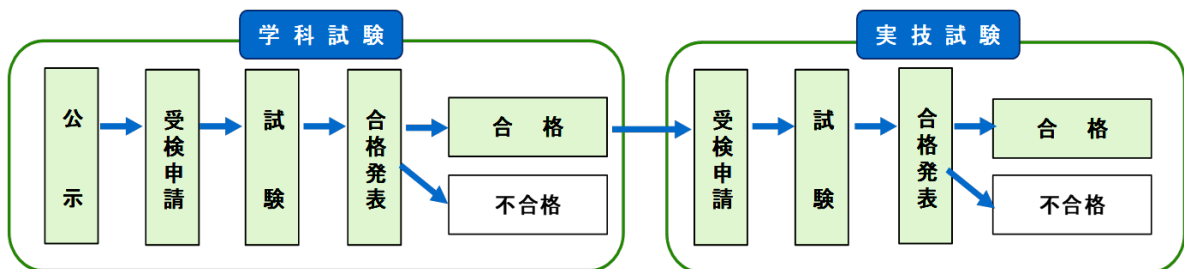 学科試験
公示
受検申請
試験
合格発表
合格
不合格
実技試験
受検申請
試験
合格発表
合格
不合格